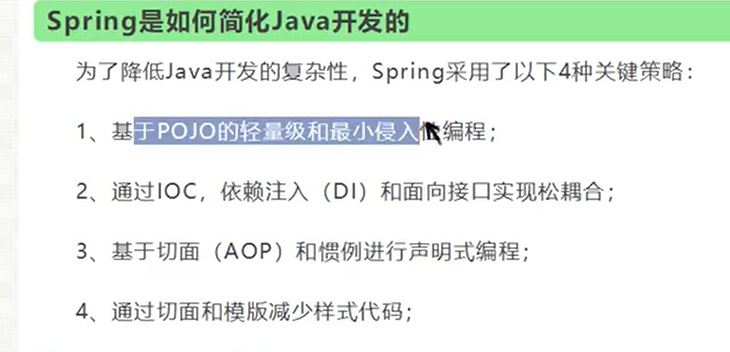 Spring是如何简化Java开发的
为了降低Java开发的复杂性，Spring采用了以下4种关键策略：
1、基于POJO的轻量级和最小侵入性编程；
2、通过IOC，依赖注入（DI）和面向接口实现松耦合；
3、基于切面（AOP）和惯例进行声明式编程；
4、通过切面和模版减少样式代码；